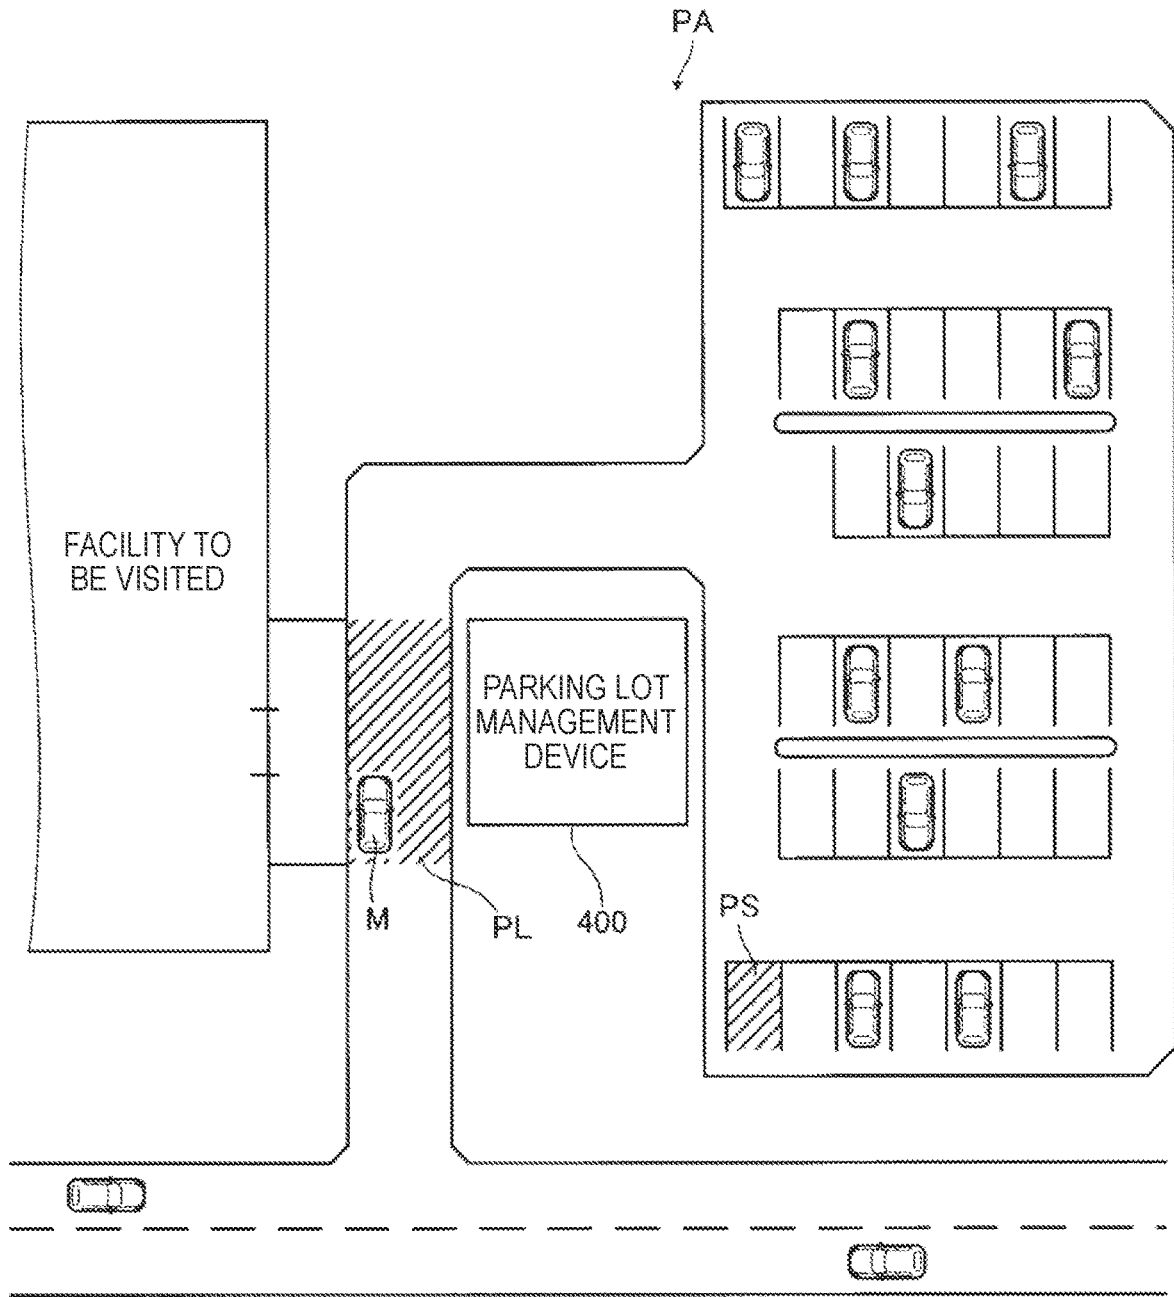 PA
FACILITY TO
BE VISITED
PARKING LOT
MANAGEMENT
DEVICE
M
PL
400
PS